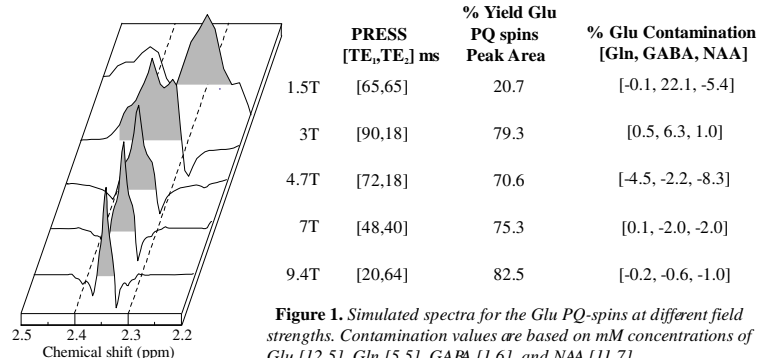 % Yield Glu
PRESS PQ spins % Glu Contamination
[TE₁,TE₂] ms Peak Area [Gln, GABA, NAA]
1.5T [65,65] 20.7 [-0.1, 22.1, -5.4]
3T [90,18] 79.3 [0.5, 6.3, 1.0]
4.7T [72,18] 70.6 [-4.5, -2.2, -8.3]
7T [48,40] 75.3 [0.1, -2.0, -2.0]
9.4T [20,64] 82.5 [-0.2, -0.6, -1.0]
2.5 2.4 2.3 2.2
Chemical shift (ppm)
Figure 1. Simulated spectra for the Glu PQ-spins at different field
strengths. Contamination values are based on mM concentrations of
Glu [12.5], Gln [5.5], GABA [1.6], and NAA [11.7]